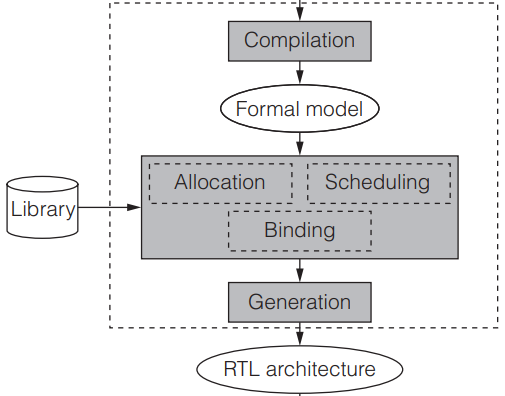 Compilation
Formal model
Allocation
Scheduling
Library
Binding
Generation
RTL architecture